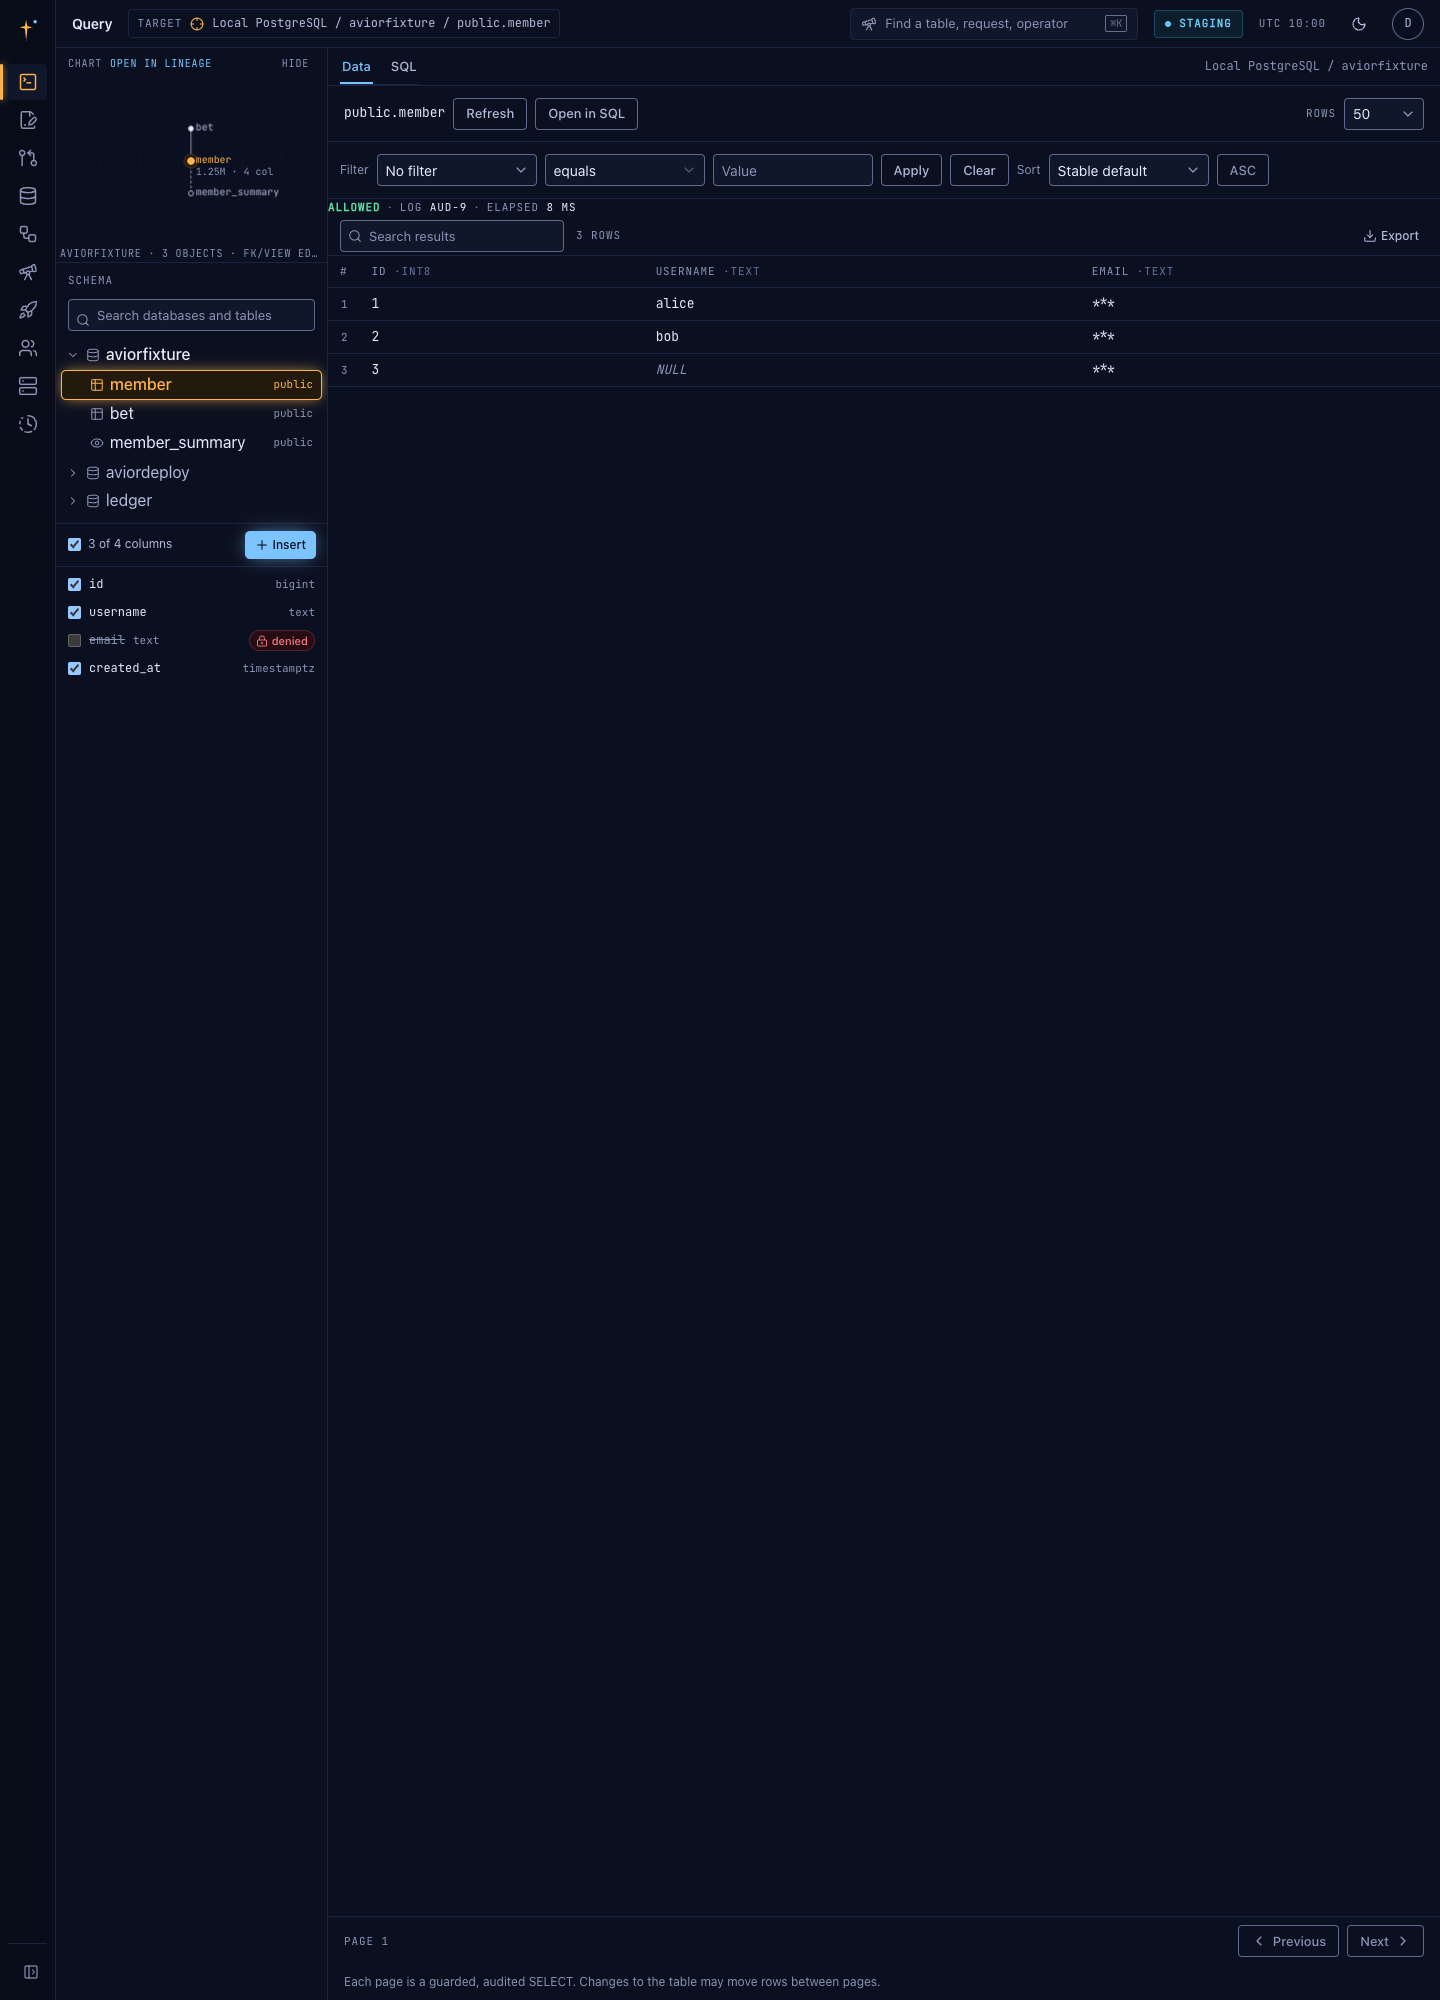 Query TARGET Local PostgreSQL / aviorfixture / public.member Find a table, request, operator ⌘K STAGING UTC 10:00 D
CHART OPEN IN LINEAGE HIDE
bet
member
1.25M · 4 col
member_summary
AVIORFIXTURE · 3 OBJECTS · FK/VIEW ED…
SCHEMA
Search databases and tables
aviorfixture
member public
bet public
member_summary public
aviordeploy
ledger
3 of 4 columns Insert
id bigint
username text
email text denied
created_at timestamptz
Data SQL Local PostgreSQL / aviorfixture
public.member Refresh Open in SQL ROWS 50
Filter No filter equals Value Apply Clear Sort Stable default ASC
ALLOWED · LOG AUD-9 · ELAPSED 8 MS
Search results 3 ROWS Export
# ID ·INT8 USERNAME ·TEXT EMAIL ·TEXT
1 1 alice ***
2 2 bob ***
3 3 NULL ***
PAGE 1 Previous Next
Each page is a guarded, audited SELECT. Changes to the table may move rows between pages.